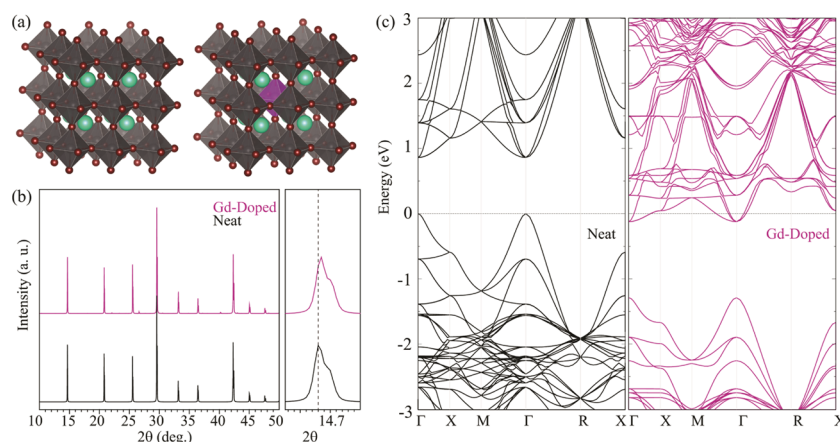 (a)
(b)
Gd-Doped
Neat
Intensity (a. u.)
10 15 20 25 30 35 40 45 50
2θ (deg.)
14.7
2θ
(c)
3
2
1
0
-1
-2
-3
Energy (eV)
Neat
Gd-Doped
Γ X M Γ R X Γ X M Γ R X